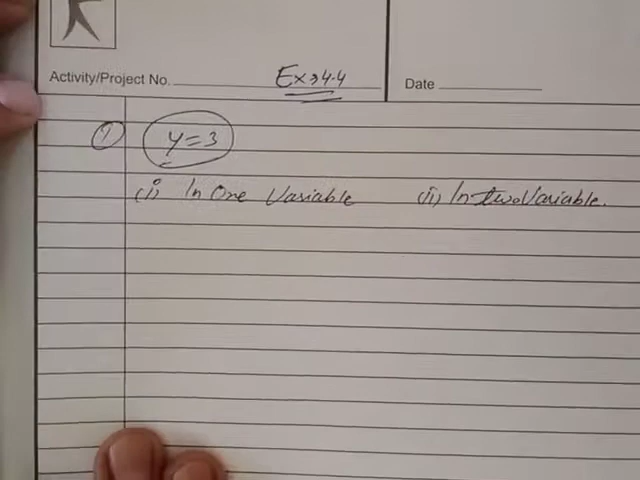 Activity/Project No. Ex → 4.4 Date
① y = 3
(i) In One Variable (ii) In Two Variable.